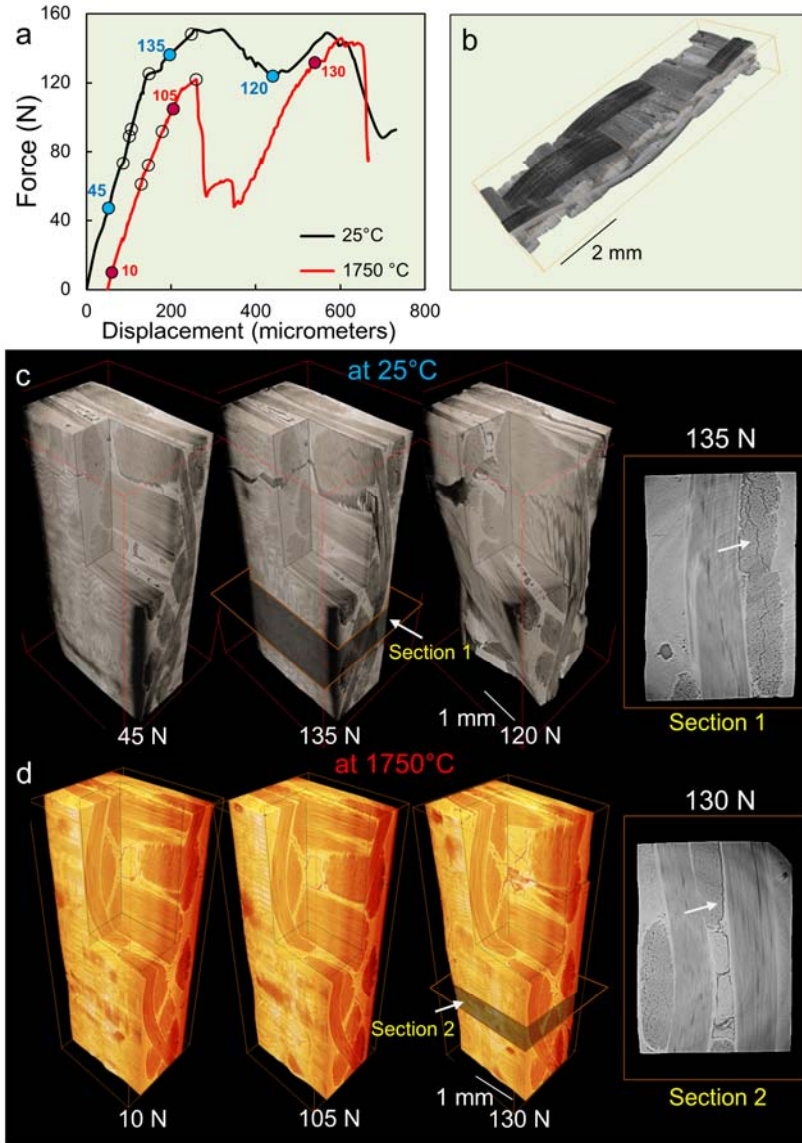 a
160
120
80
40
0
Force (N)
135
105
120
130
45
10
25°C
1750 °C
0 200 400 600 800
Displacement (micrometers)
b
2 mm
c
at 25°C
45 N
135 N
120 N
Section 1
1 mm
135 N
Section 1
d
at 1750°C
10 N
105 N
130 N
Section 2
1 mm
130 N
Section 2